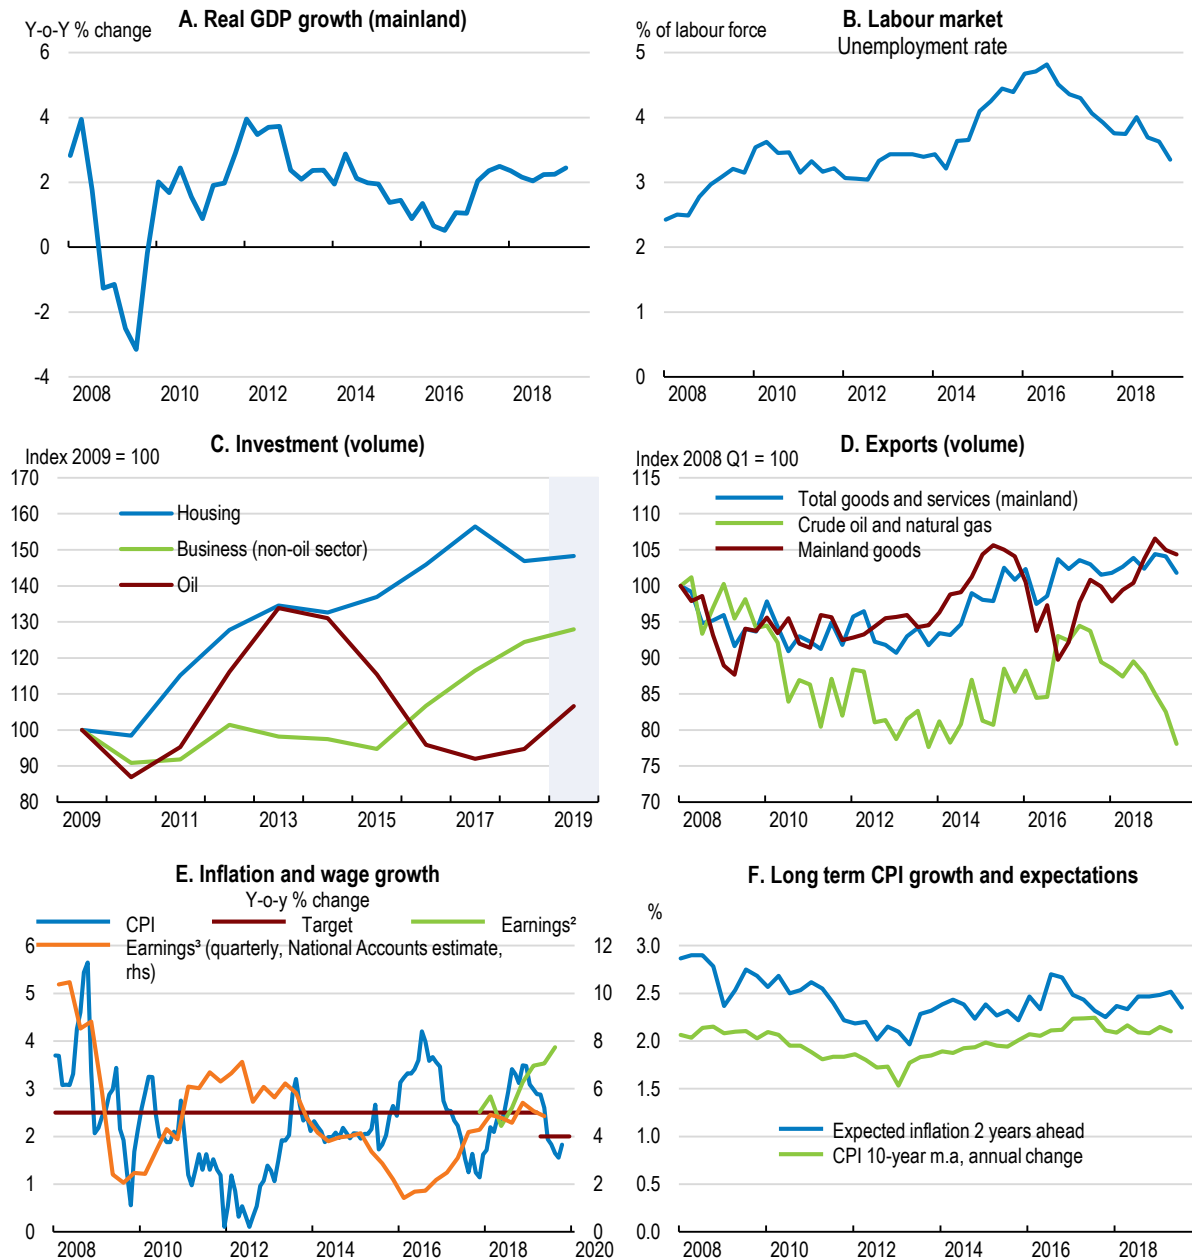 A. Real GDP growth (mainland)
Y-o-Y % change
6
4
2
0
-2
-4
2008 2010 2012 2014 2016 2018
B. Labour market
Unemployment rate
% of labour force
5
4
3
2
1
0
2008 2010 2012 2014 2016 2018
C. Investment (volume)
Index 2009 = 100
170
160
150
140
130
120
110
100
90
80
Housing
Business (non-oil sector)
Oil
2009 2011 2013 2015 2017 2019
D. Exports (volume)
Index 2008 Q1 = 100
115
110
105
100
95
90
85
80
75
70
Total goods and services (mainland)
Crude oil and natural gas
Mainland goods
2008 2010 2012 2014 2016 2018
E. Inflation and wage growth
Y-o-y % change
CPI Target Earnings²
Earnings³ (quarterly, National Accounts estimate,
rhs)
6
5
4
3
2
1
0
12
10
8
6
4
2
0
2008 2010 2012 2014 2016 2018 2020
F. Long term CPI growth and expectations
%
3.0
2.5
2.0
1.5
1.0
0.5
0.0
Expected inflation 2 years ahead
CPI 10-year m.a, annual change
2008 2010 2012 2014 2016 2018